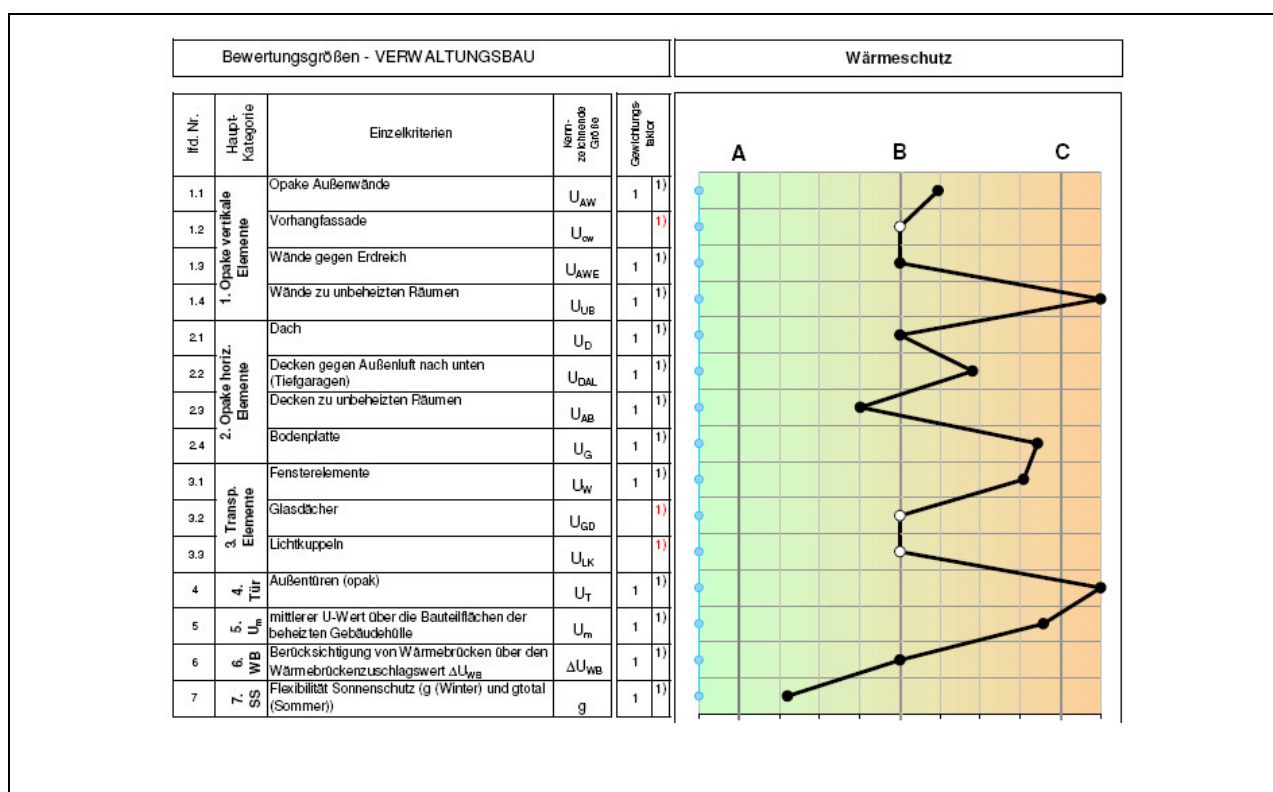 Bewertungsgrößen - VERWALTUNGSBAU
Wärmeschutz
lfd. Nr.
Haupt-
Kategorie
Einzelkriterien
Kenn-
zeichnende
Größe
Gewichtungs-
faktor
A B C
1. Opake vertikale
Elemente
1.1 Opake Außenwände U_AW 1 1)
1.2 Vorhangfassade U_cw 1)
1.3 Wände gegen Erdreich U_AWE 1 1)
1.4 Wände zu unbeheizten Räumen U_UB 1 1)
2. Opake horiz.
Elemente
2.1 Dach U_D 1 1)
2.2 Decken gegen Außenluft nach unten
(Tiefgaragen) U_DAL 1 1)
2.3 Decken zu unbeheizten Räumen U_AB 1 1)
2.4 Bodenplatte U_G 1 1)
3. Transp.
Elemente
3.1 Fensterelemente U_W 1 1)
3.2 Glasdächer U_GD 1)
3.3 Lichtkuppeln U_LK 1)
4 4.
Tür Außentüren (opak) U_T 1 1)
5 5.
U_m mittlerer U-Wert über die Bauteilflächen der
beheizten Gebäudehülle U_m 1 1)
6 6.
WB Berücksichtigung von Wärmebrücken über den
Wärmebrückenzuschlagswert ΔU_WB ΔU_WB 1 1)
7 7.
SS Flexibilität Sonnenschutz (g (Winter) und gtotal
(Sommer)) g 1 1)